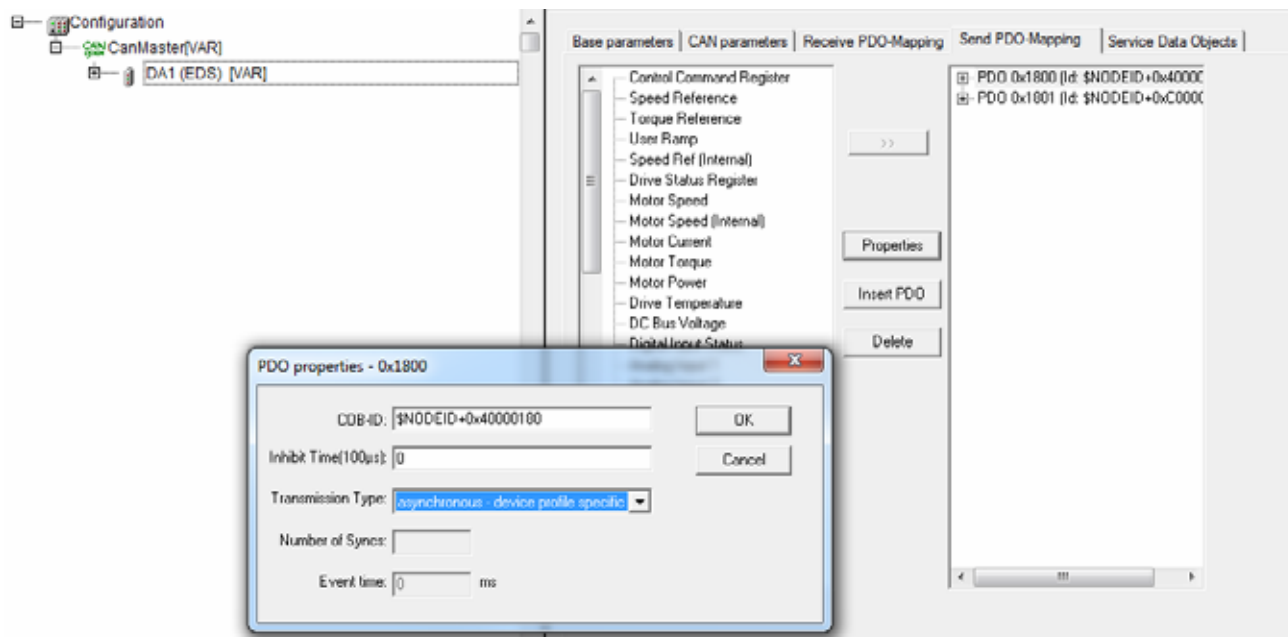 Configuration
CAN CanMaster[VAR]
DA1 (EDS) [VAR]
Base parameters
CAN parameters
Receive PDO-Mapping
Send PDO-Mapping
Service Data Objects
Control Command Register
Speed Reference
Torque Reference
User Ramp
Speed Ref (Internal)
Drive Status Register
Motor Speed
Motor Speed (Internal)
Motor Current
Motor Torque
Motor Power
Drive Temperature
DC Bus Voltage
Digital Input Status
>>
Properties
Insert PDO
Delete
PDO 0x1800 (Id: $NODEID+0x4000
PDO 0x1801 (Id: $NODEID+0xC000
PDO properties - 0x1800
COB-ID: $NODEID+0x40000180
Inhibit Time(100µs): 0
Transmission Type: asynchronous - device profile specific
Number of Syncs:
Event time: 0 ms
OK
Cancel